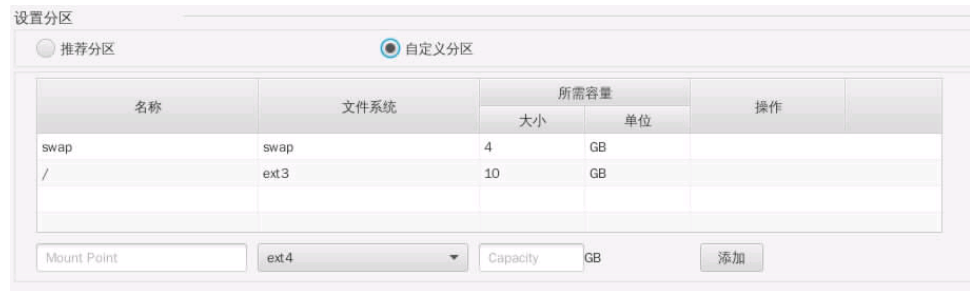 设置分区
推荐分区 自定义分区
名称 文件系统 所需容量 操作
大小 单位
swap swap 4 GB
/ ext3 10 GB
Mount Point ext4 Capacity GB 添加